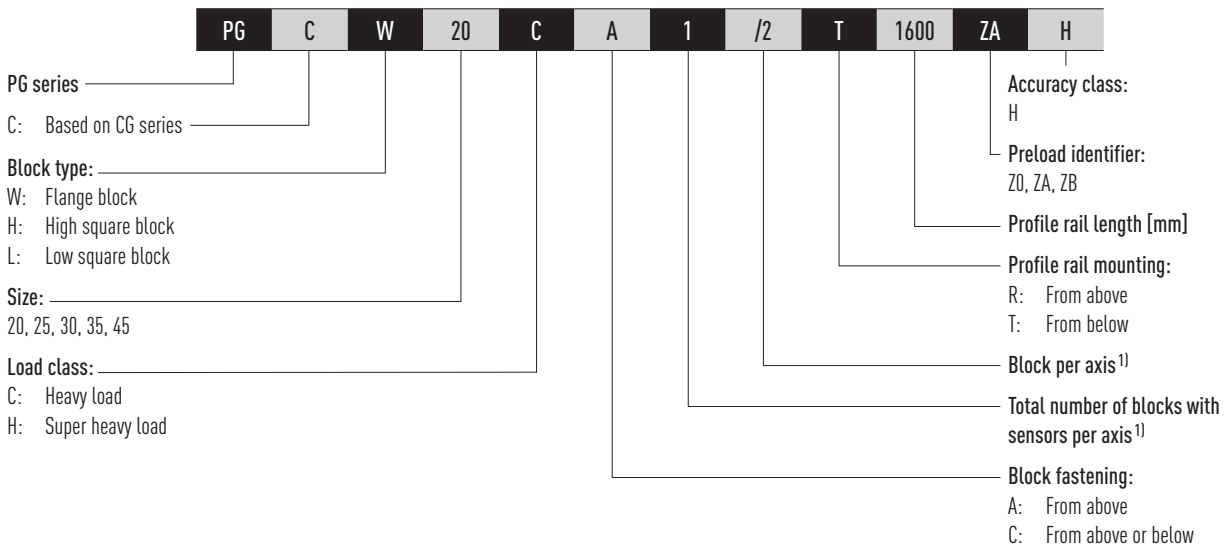 PG C W 20 C A 1 /2 T 1600 ZA H
PG series
C: Based on CG series
Block type:
W: Flange block
H: High square block
L: Low square block
Size:
20, 25, 30, 35, 45
Load class:
C: Heavy load
H: Super heavy load
Accuracy class:
H
Preload identifier:
Z0, ZA, ZB
Profile rail length [mm]
Profile rail mounting:
R: From above
T: From below
Block per axis 1)
Total number of blocks with
sensors per axis 1)
Block fastening:
A: From above
C: From above or below